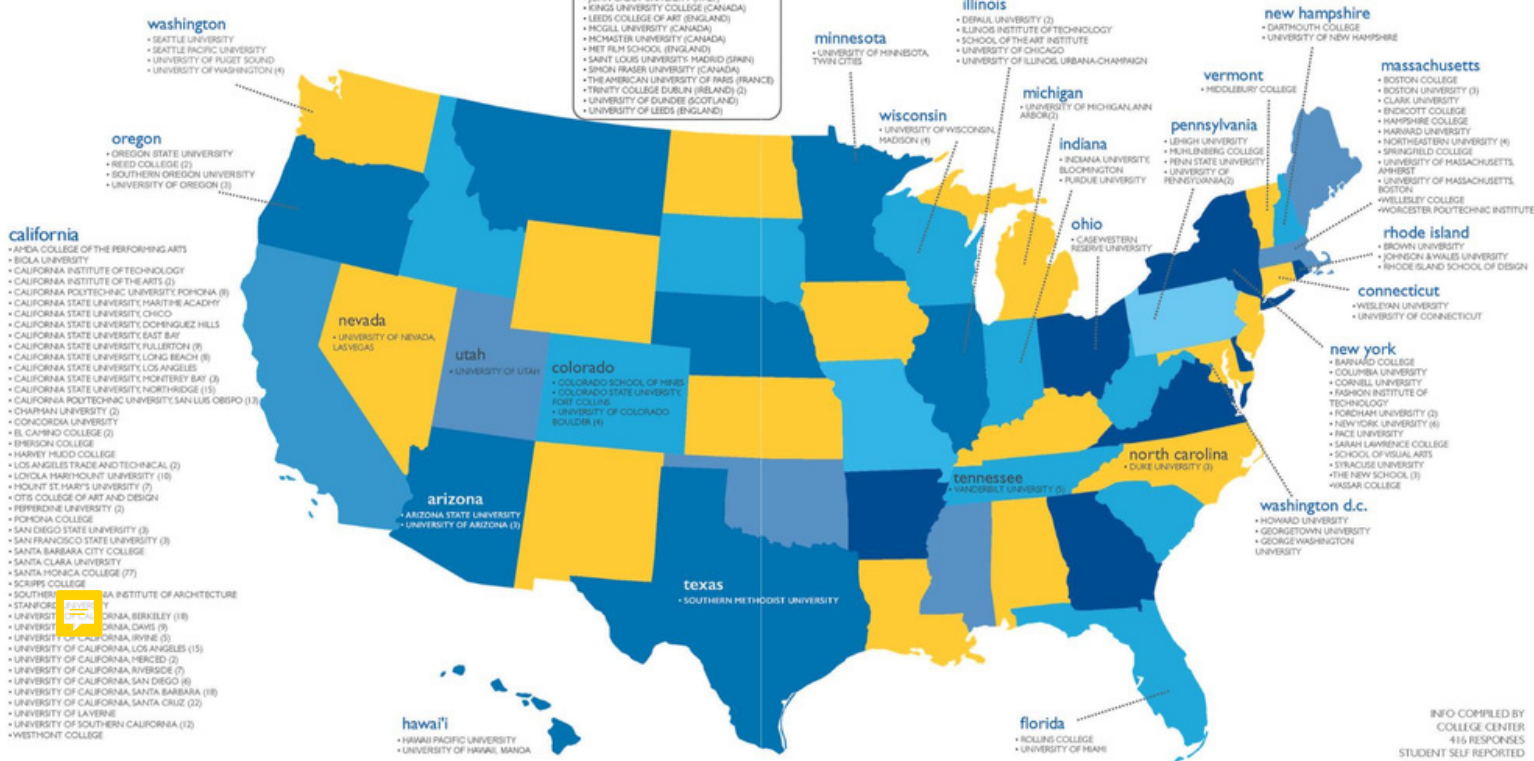 washington
• SEATTLE UNIVERSITY
• SEATTLE PACIFIC UNIVERSITY
• UNIVERSITY OF PUGET SOUND
• UNIVERSITY OF WASHINGTON (4)
oregon
• OREGON STATE UNIVERSITY
• REED COLLEGE (2)
• SOUTHERN OREGON UNIVERSITY
• UNIVERSITY OF OREGON (3)
california
• AMDA COLLEGE OF THE PERFORMING ARTS
• BIOLA UNIVERSITY
• CALIFORNIA INSTITUTE OF TECHNOLOGY
• CALIFORNIA INSTITUTE OF THE ARTS (2)
• CALIFORNIA POLYTECHNIC UNIVERSITY, POMONA (8)
• CALIFORNIA STATE UNIVERSITY, MARITIME ACADMY
• CALIFORNIA STATE UNIVERSITY, CHICO
• CALIFORNIA STATE UNIVERSITY, DOMINGUEZ HILLS
• CALIFORNIA STATE UNIVERSITY, EAST BAY
• CALIFORNIA STATE UNIVERSITY, FULLERTON (9)
• CALIFORNIA STATE UNIVERSITY, LONG BEACH (8)
• CALIFORNIA STATE UNIVERSITY, LOS ANGELES
• CALIFORNIA STATE UNIVERSITY, MONTEREY BAY (3)
• CALIFORNIA STATE UNIVERSITY, NORTHRIDGE (15)
• CALIFORNIA POLYTECHNIC UNIVERSITY, SAN LUIS OBISPO (13)
• CHAPMAN UNIVERSITY (2)
• CONCORDIA UNIVERSITY
• EL CAMINO COLLEGE (2)
• EMERSON COLLEGE
• HARVEY MUDD COLLEGE
• LOS ANGELES TRADE AND TECHNICAL (2)
• LOYOLA MARYMOUNT UNIVERSITY (10)
• MOUNT ST. MARY'S UNIVERSITY (7)
• OTIS COLLEGE OF ART AND DESIGN
• PEPPERDINE UNIVERSITY (2)
• POMONA COLLEGE
• SAN DIEGO STATE UNIVERSITY (3)
• SAN FRANCISCO STATE UNIVERSITY (3)
• SANTA BARBARA CITY COLLEGE
• SANTA CLARA UNIVERSITY
• SANTA MONICA COLLEGE (77)
• SCRIPPS COLLEGE
• SOUTHERN CALIFORNIA INSTITUTE OF ARCHITECTURE
• STANFORD UNIVERSITY
• UNIVERSITY OF CALIFORNIA, BERKELEY (18)
• UNIVERSITY OF CALIFORNIA, DAVIS (9)
• UNIVERSITY OF CALIFORNIA, IRVINE (5)
• UNIVERSITY OF CALIFORNIA, LOS ANGELES (15)
• UNIVERSITY OF CALIFORNIA, MERCED (2)
• UNIVERSITY OF CALIFORNIA, RIVERSIDE (7)
• UNIVERSITY OF CALIFORNIA, SAN DIEGO (6)
• UNIVERSITY OF CALIFORNIA, SANTA BARBARA (18)
• UNIVERSITY OF CALIFORNIA, SANTA CRUZ (22)
• UNIVERSITY OF LAVERNE
• UNIVERSITY OF SOUTHERN CALIFORNIA (12)
• WESTMONT COLLEGE
• KINGS UNIVERSITY COLLEGE (CANADA)
• LEEDS COLLEGE OF ART (ENGLAND)
• MCGILL UNIVERSITY (CANADA)
• MCMASTER UNIVERSITY (CANADA)
• MET FILM SCHOOL (ENGLAND)
• SAINT LOUIS UNIVERSITY- MADRID (SPAIN)
• SIMON FRASER UNIVERSITY (CANADA)
• THE AMERICAN UNIVERSITY OF PARIS (FRANCE)
• TRINITY COLLEGE DUBLIN (IRELAND) (2)
• UNIVERSITY OF DUNDEE (SCOTLAND)
• UNIVERSITY OF LEEDS (ENGLAND)
nevada
• UNIVERSITY OF NEVADA,
LAS VEGAS
utah
• UNIVERSITY OF UTAH
colorado
• COLORADO SCHOOL OF MINES
• COLORADO STATE UNIVERSITY,
FORT COLLINS
• UNIVERSITY OF COLORADO
BOULDER (4)
arizona
• ARIZONA STATE UNIVERSITY
• UNIVERSITY OF ARIZONA (3)
texas
• SOUTHERN METHODIST UNIVERSITY
hawai'i
• HAWAII PACIFIC UNIVERSITY
• UNIVERSITY OF HAWAII, MANOA
minnesota
• UNIVERSITY OF MINNESOTA,
TWIN CITIES
wisconsin
• UNIVERSITY OF WISCONSIN,
MADISON (4)
illinois
• DEPAUL UNIVERSITY (2)
• ILLINOIS INSTITUTE OF TECHNOLOGY
• SCHOOL OF THE ART INSTITUTE
• UNIVERSITY OF CHICAGO
• UNIVERSITY OF ILLINOIS, URBANA-CHAMPAIGN
michigan
• UNIVERSITY OF MICHIGAN, ANN
ARBOR(2)
indiana
• INDIANA UNIVERSITY,
BLOOMINGTON
• PURDUE UNIVERSITY
ohio
• CASE WESTERN
RESERVE UNIVERSITY
pennsylvania
• LEHIGH UNIVERSITY
• MUHLENBERG COLLEGE
• PENN STATE UNIVERSITY
• UNIVERSITY OF
PENNSYLVANIA(2)
vermont
• MIDDLEBURY COLLEGE
new hampshire
• DARTMOUTH COLLEGE
• UNIVERSITY OF NEW HAMPSHIRE
massachusetts
• BOSTON COLLEGE
• BOSTON UNIVERSITY (3)
• CLARK UNIVERSITY
• ENDICOTT COLLEGE
• HAMPSHIRE COLLEGE
• HARVARD UNIVERSITY
• NORTHEASTERN UNIVERSITY (4)
• SPRINGFIELD COLLEGE
• UNIVERSITY OF MASSACHUSETTS,
AMHERST
• UNIVERSITY OF MASSACHUSETTS,
BOSTON
•WELLESLEY COLLEGE
•WORCESTER POLYTECHNIC INSTITUTE
rhode island
• BROWN UNIVERSITY
• JOHNSON & WALES UNIVERSITY
• RHODE ISLAND SCHOOL OF DESIGN
connecticut
•WESLEYAN UNIVERSITY
• UNIVERSITY OF CONNECTICUT
new york
• BARNARD COLLEGE
• COLUMBIA UNIVERSITY
• CORNELL UNIVERSITY
• FASHION INSTITUTE OF
TECHNOLOGY
• FORDHAM UNIVERSITY (2)
• NEW YORK UNIVERSITY (6)
• PACE UNIVERSITY
• SARAH LAWRENCE COLLEGE
• SCHOOL OF VISUAL ARTS
• SYRACUSE UNIVERSITY
•THE NEW SCHOOL (3)
•VASSAR COLLEGE
north carolina
• DUKE UNIVERSITY (3)
tennessee
• VANDERBILT UNIVERSITY (5)
washington d.c.
• HOWARD UNIVERSITY
• GEORGETOWN UNIVERSITY
• GEORGE WASHINGTON
UNIVERSITY
florida
• ROLLINS COLLEGE
• UNIVERSITY OF MIAMI
INFO COMPILED BY
COLLEGE CENTER
416 RESPONSES
STUDENT SELF REPORTED